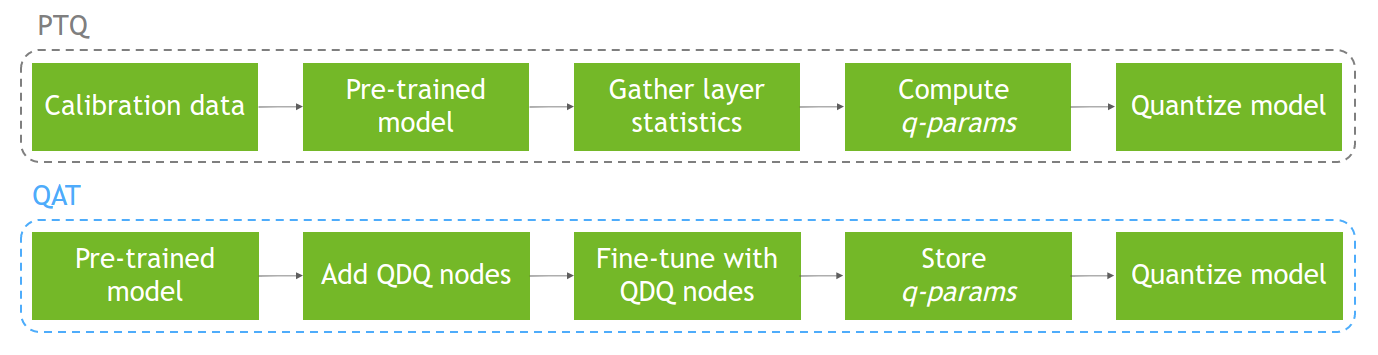 PTQ
Calibration data
Pre-trained
model
Gather layer
statistics
Compute
q-params
Quantize model
QAT
Pre-trained
model
Add QDQ nodes
Fine-tune with
QDQ nodes
Store
q-params
Quantize model